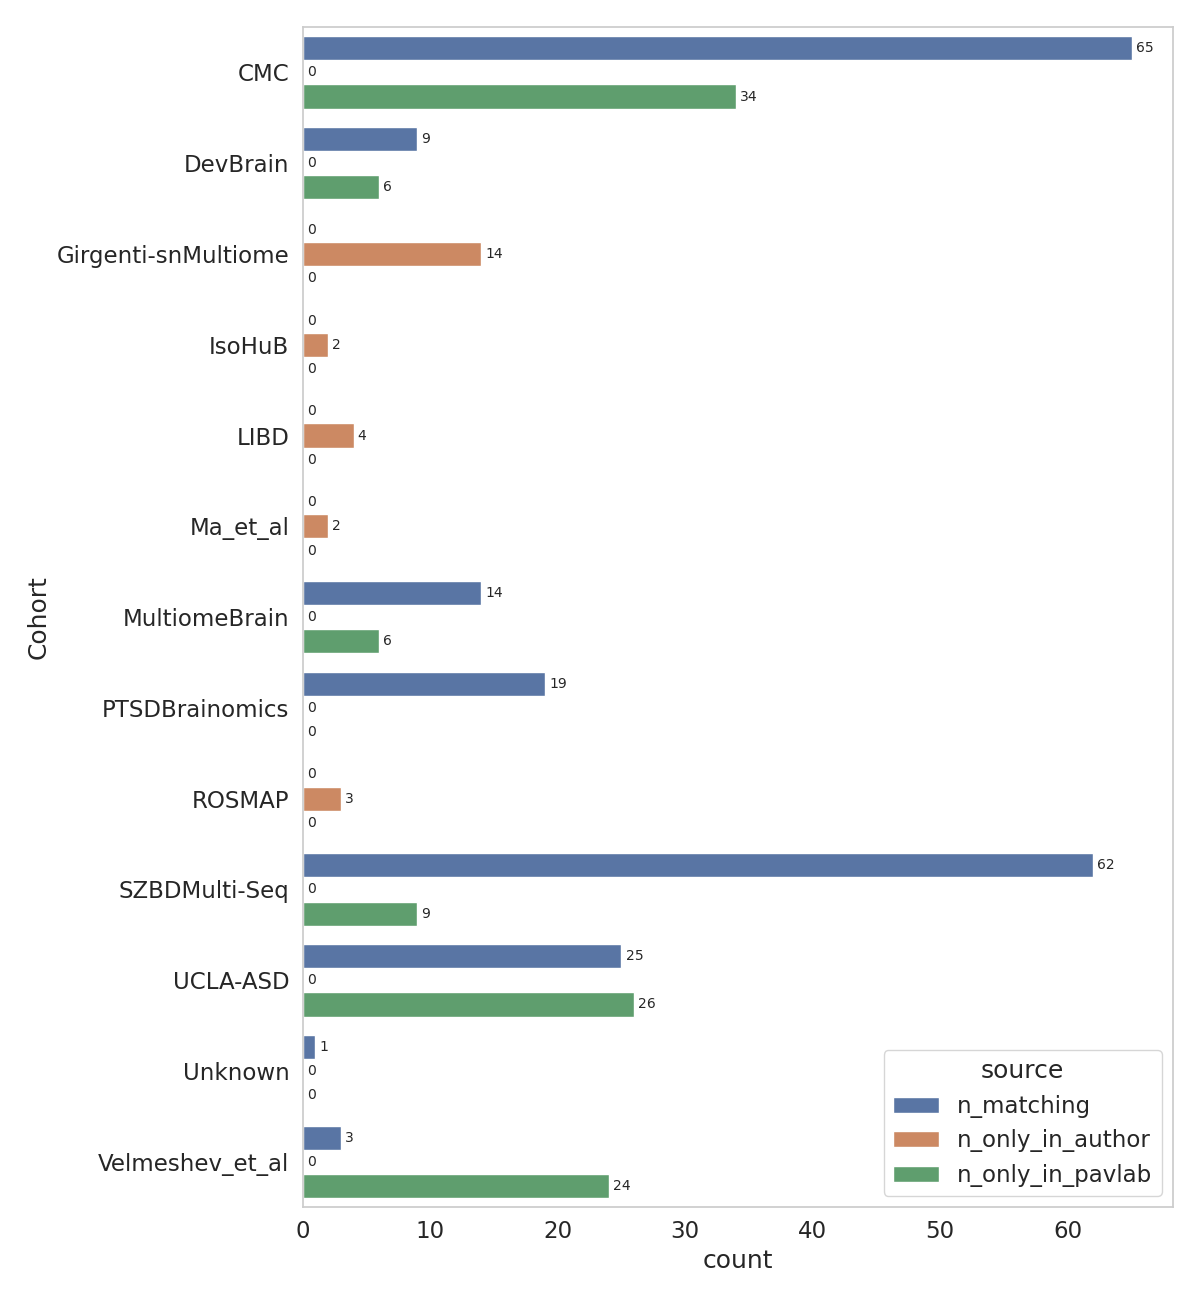 CMC
65
0
34
DevBrain
9
0
6
Girgenti-snMultiome
0
14
0
IsoHuB
0
2
0
LIBD
0
4
0
Ma_et_al
0
2
0
MultiomeBrain
14
0
6
PTSDBrainomics
19
0
0
ROSMAP
0
3
0
SZBDMulti-Seq
62
0
9
UCLA-ASD
25
0
26
Unknown
1
0
0
Velmeshev_et_al
3
0
24
Cohort
source
n_matching
n_only_in_author
n_only_in_pavlab
0 10 20 30 40 50 60
count